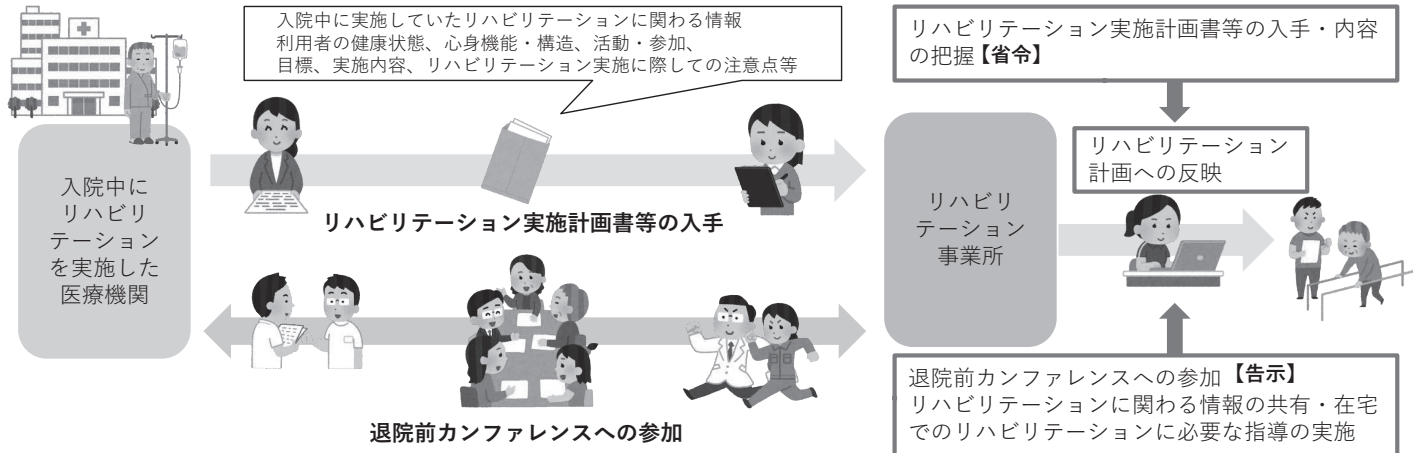 入院中に実施していたリハビリテーションに関わる情報
利用者の健康状態、心身機能・構造、活動・参加、
目標、実施内容、リハビリテーション実施に際しての注意点等
入院中に
リハビリ
テーション
を実施した
医療機関
リハビリテーション実施計画書等の入手
退院前カンファレンスへの参加
リハビリ
テーション
事業所
リハビリテーション実施計画書等の入手・内容
の把握【省令】
リハビリテーション
計画への反映
退院前カンファレンスへの参加【告示】
リハビリテーションに関わる情報の共有・在宅
でのリハビリテーションに必要な指導の実施